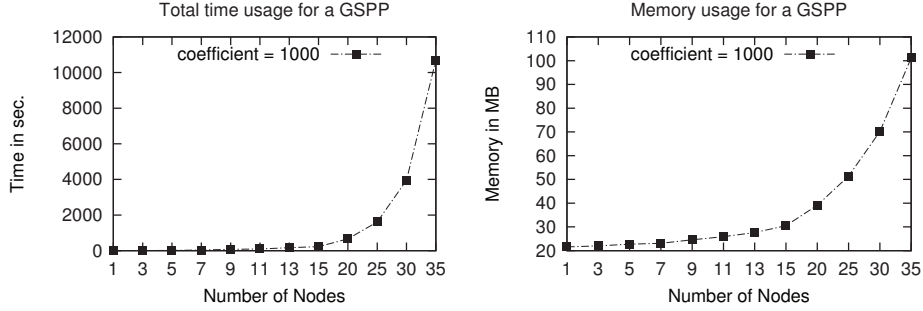 Total time usage for a GSPP
12000
10000
8000
6000
4000
2000
0
coefficient = 1000
Time in sec.
1 3 5 7 9 11 13 15 20 25 30 35
Number of Nodes
Memory usage for a GSPP
110
100
90
80
70
60
50
40
30
20
coefficient = 1000
Memory in MB
1 3 5 7 9 11 13 15 20 25 30 35
Number of Nodes